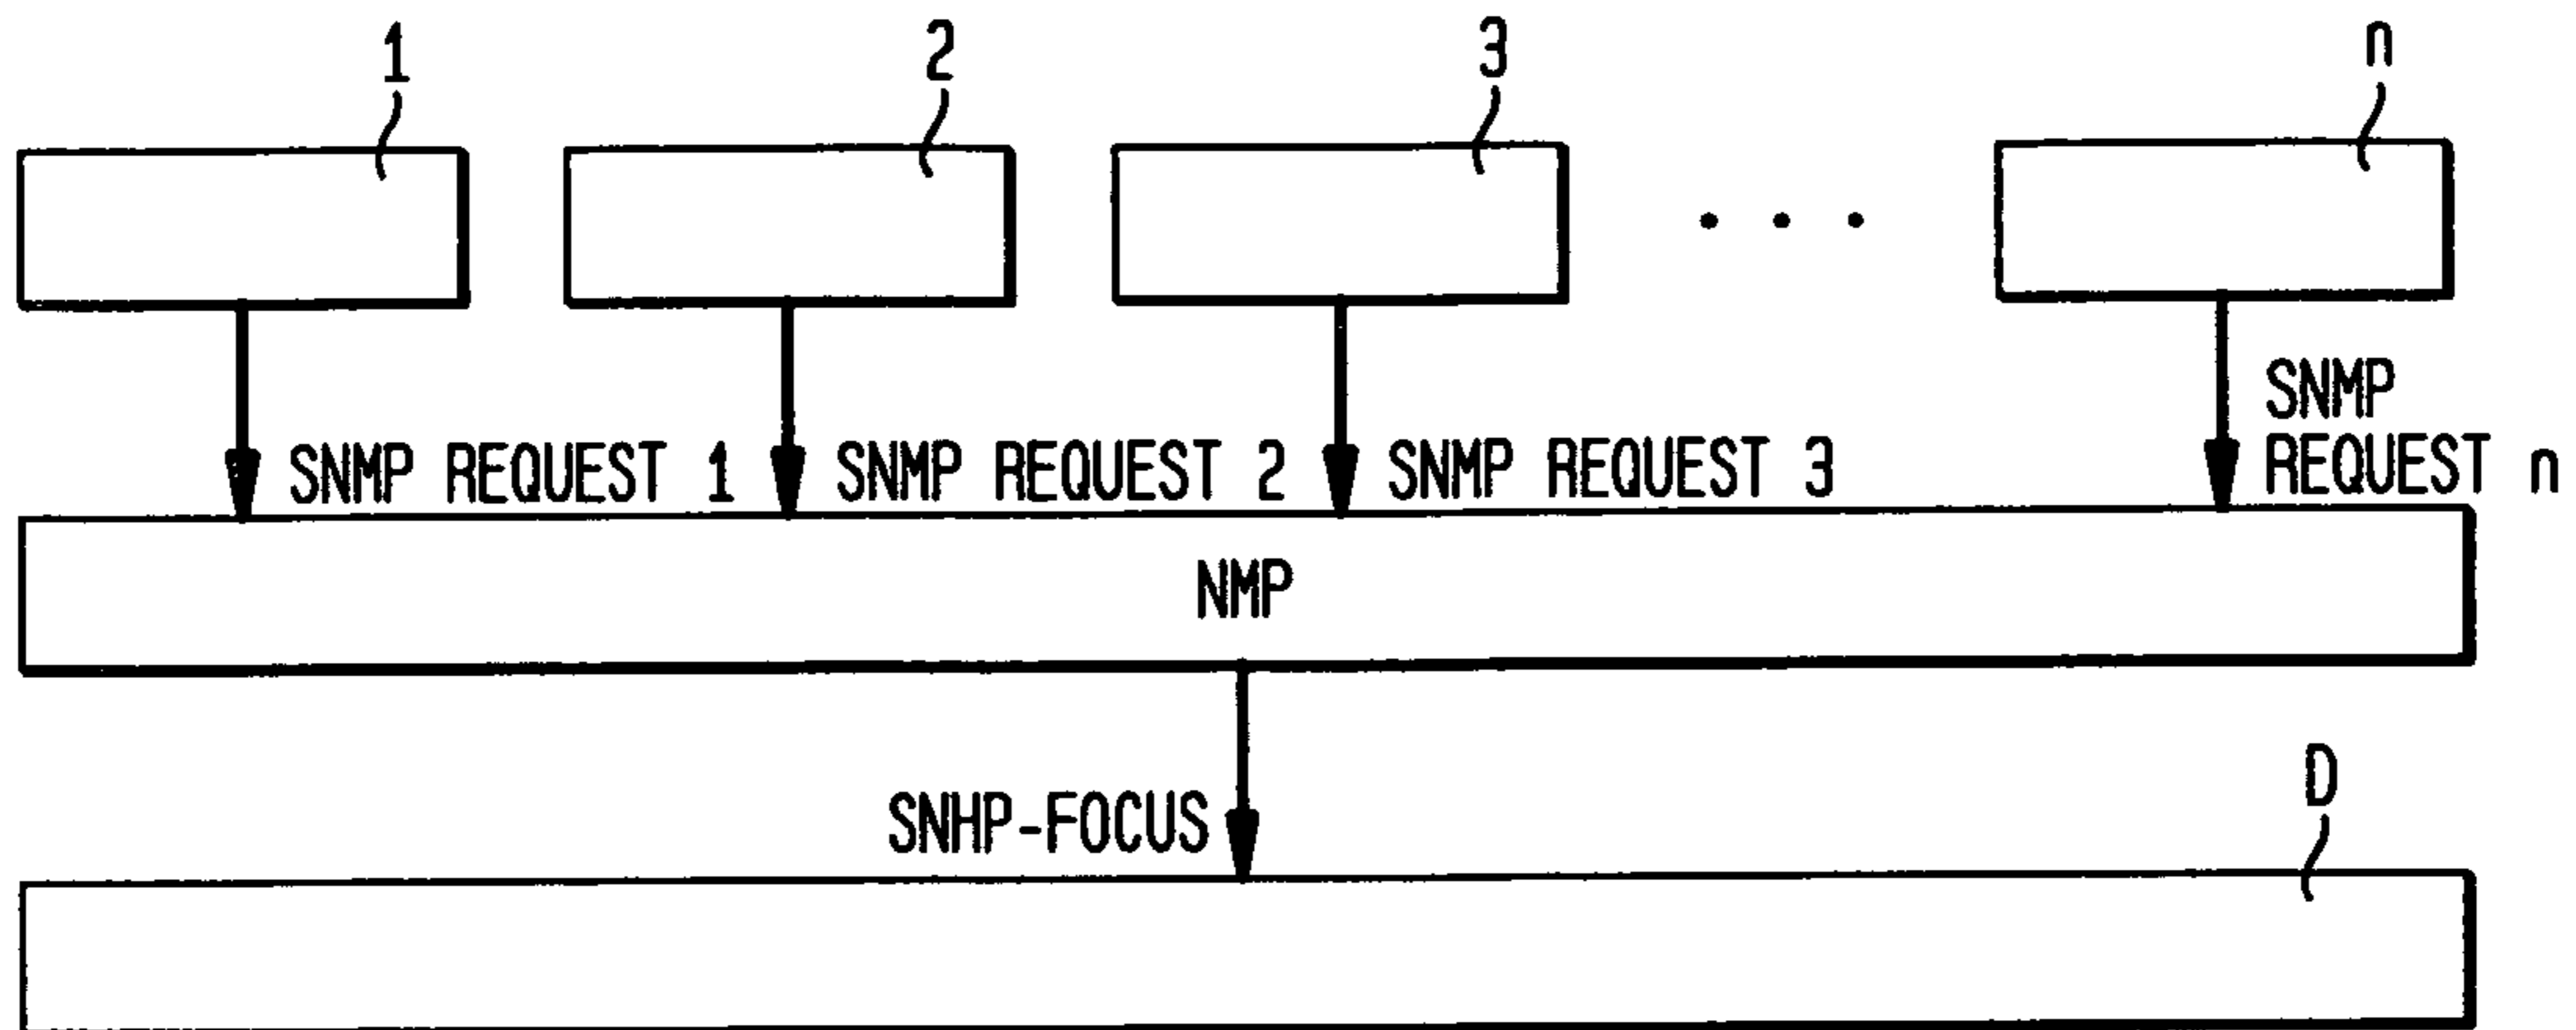 1
2
3
n
SNMP
REQUEST n
SNMP REQUEST 1
SNMP REQUEST 2
SNMP REQUEST 3
NMP
SNHP-FOCUS
D